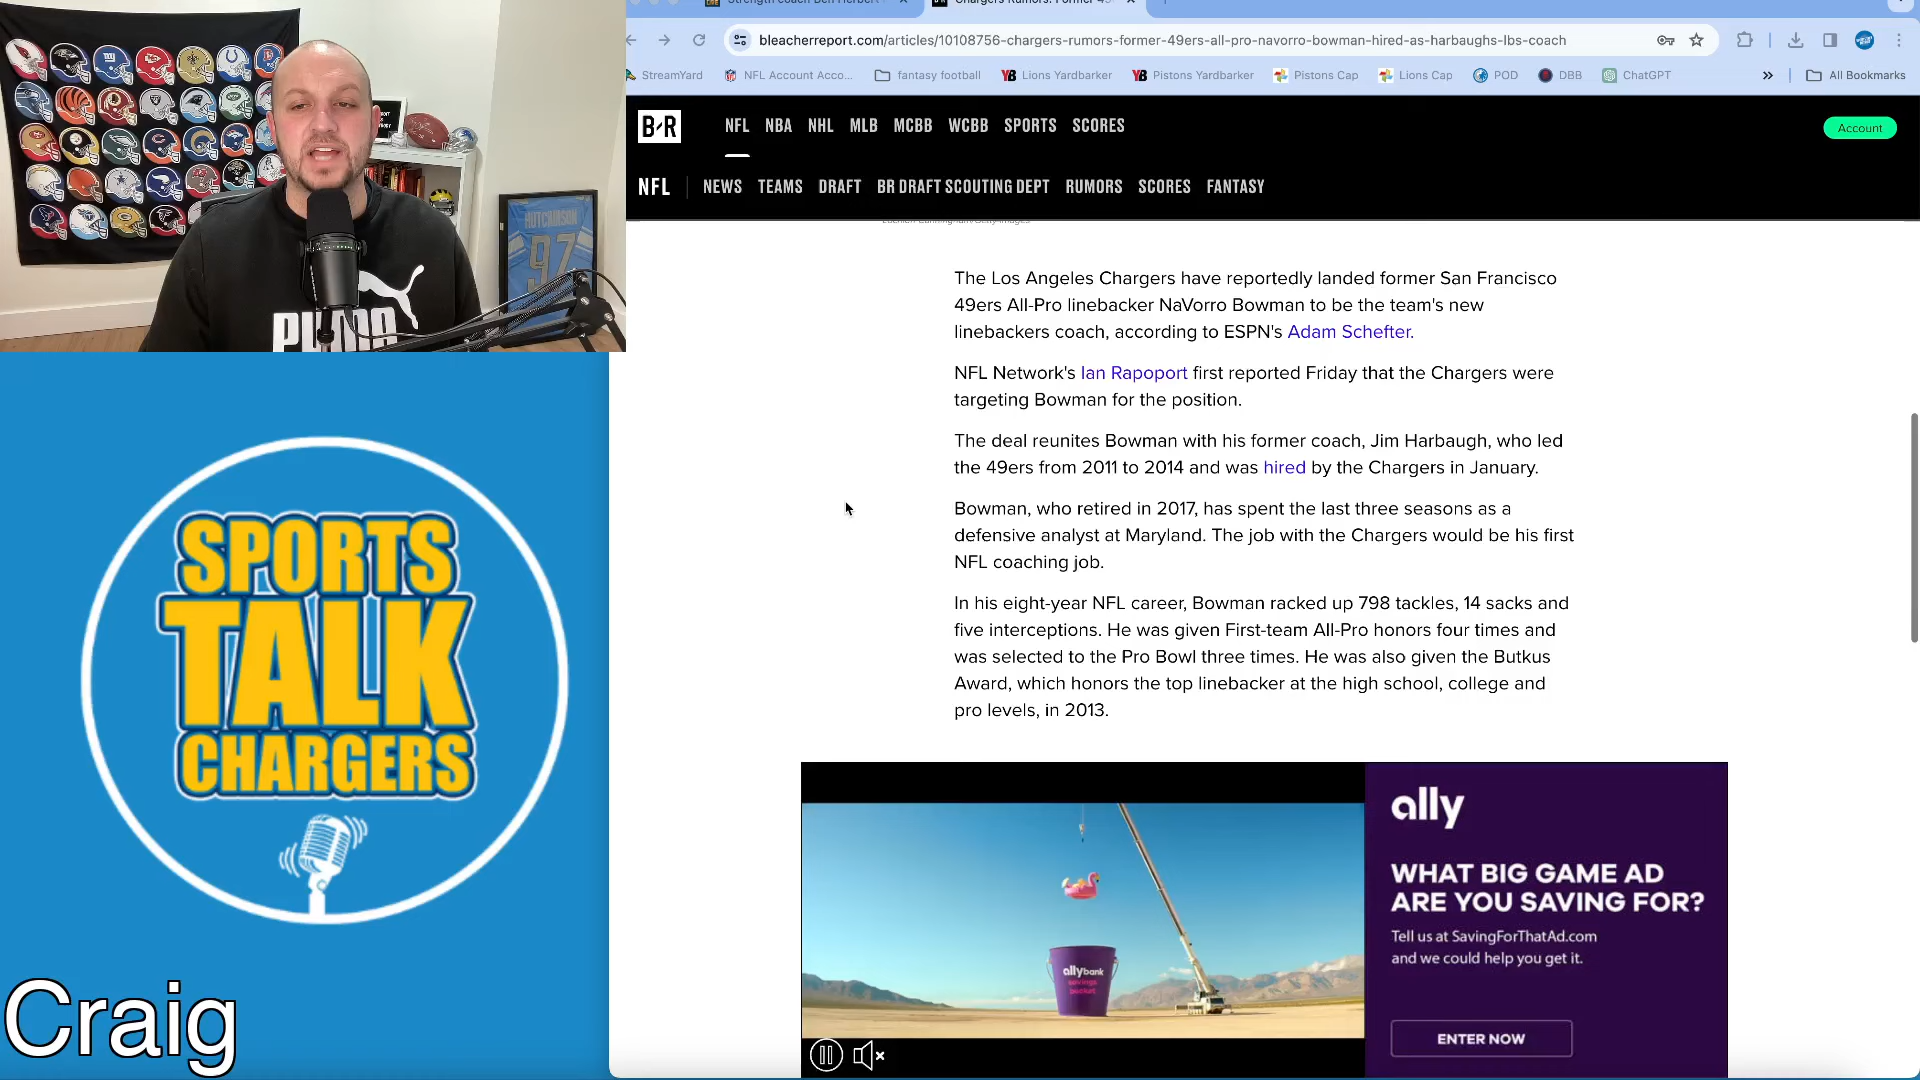 bleacherreport.com/articles/10108756-chargers-rumors-former-49ers-all-pro-navorro-bowman-hired-as-harbaughs-lbs-coach
StreamYard
NFL Account Acco...
fantasy football
Lions Yardbarker
Pistons Yardbarker
Pistons Cap
Lions Cap
POD
DBB
ChatGPT
»
All Bookmarks
B/R
NFL NBA NHL MLB MCBB WCBB SPORTS SCORES
Account
NFL
NEWS TEAMS DRAFT BR DRAFT SCOUTING DEPT RUMORS SCORES FANTASY
HUTCHINSON
97
PUMA
The Los Angeles Chargers have reportedly landed former San Francisco
49ers All-Pro linebacker NaVorro Bowman to be the team's new
linebackers coach, according to ESPN's Adam Schefter.
NFL Network's Ian Rapoport first reported Friday that the Chargers were
targeting Bowman for the position.
The deal reunites Bowman with his former coach, Jim Harbaugh, who led
the 49ers from 2011 to 2014 and was hired by the Chargers in January.
Bowman, who retired in 2017, has spent the last three seasons as a
defensive analyst at Maryland. The job with the Chargers would be his first
NFL coaching job.
In his eight-year NFL career, Bowman racked up 798 tackles, 14 sacks and
five interceptions. He was given First-team All-Pro honors four times and
was selected to the Pro Bowl three times. He was also given the Butkus
Award, which honors the top linebacker at the high school, college and
pro levels, in 2013.
SPORTS
TALK
CHARGERS
Craig
allybank
savings
bucket
ally
WHAT BIG GAME AD
ARE YOU SAVING FOR?
Tell us at SavingForThatAd.com
and we could help you get it.
ENTER NOW